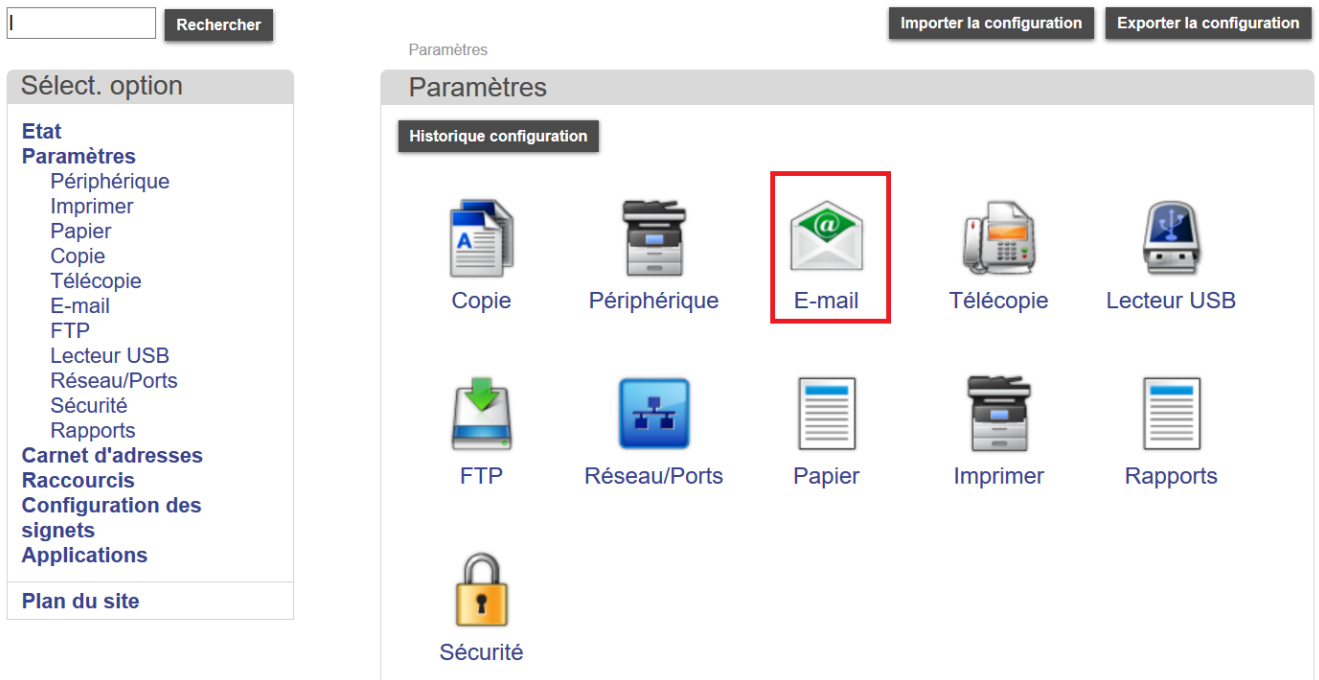 Rechercher
Importer la configuration
Exporter la configuration
Paramètres
Sélect. option
Etat
Paramètres
Périphérique
Imprimer
Papier
Copie
Télécopie
E-mail
FTP
Lecteur USB
Réseau/Ports
Sécurité
Rapports
Carnet d'adresses
Raccourcis
Configuration des
signets
Applications
Plan du site
Paramètres
Historique configuration
A
@
Copie
Périphérique
E-mail
Télécopie
Lecteur USB
FTP
Réseau/Ports
Papier
Imprimer
Rapports
Sécurité